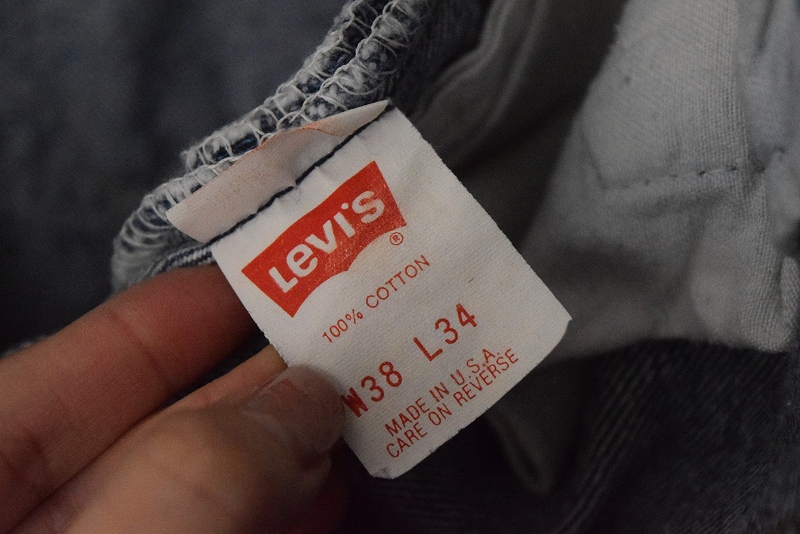 Levi's
®
100% COTTON
W38 L34
MADE IN U.S.A.
CARE ON REVERSE